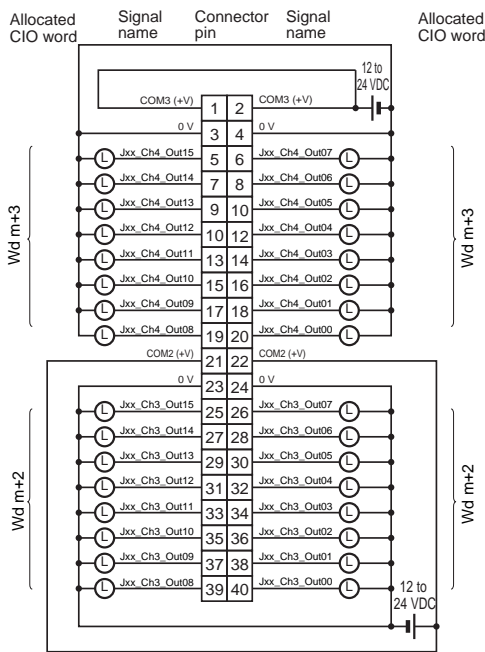 Allocated CIO word Signal name Connector pin Signal name Allocated CIO word
12 to 24 VDC
COM3 (+V) 1 2 COM3 (+V)
0 V 3 4 0 V
Jxx_Ch4_Out15 5 6 Jxx_Ch4_Out07
L L
Jxx_Ch4_Out14 7 8 Jxx_Ch4_Out06
L L
Jxx_Ch4_Out13 9 10 Jxx_Ch4_Out05
L L
Jxx_Ch4_Out12 10 12 Jxx_Ch4_Out04
L L
Jxx_Ch4_Out11 13 14 Jxx_Ch4_Out03
L L
Jxx_Ch4_Out10 15 16 Jxx_Ch4_Out02
L L
Jxx_Ch4_Out09 17 18 Jxx_Ch4_Out01
L L
Jxx_Ch4_Out08 19 20 Jxx_Ch4_Out00
L L
Wd m+3 Wd m+3
COM2 (+V) 21 22 COM2 (+V)
0 V 23 24 0 V
Jxx_Ch3_Out15 25 26 Jxx_Ch3_Out07
L L
Jxx_Ch3_Out14 27 28 Jxx_Ch3_Out06
L L
Jxx_Ch3_Out13 29 30 Jxx_Ch3_Out05
L L
Jxx_Ch3_Out12 31 32 Jxx_Ch3_Out04
L L
Jxx_Ch3_Out11 33 34 Jxx_Ch3_Out03
L L
Jxx_Ch3_Out10 35 36 Jxx_Ch3_Out02
L L
Jxx_Ch3_Out09 37 38 Jxx_Ch3_Out01
L L
Jxx_Ch3_Out08 39 40 Jxx_Ch3_Out00
L L
Wd m+2 Wd m+2
12 to 24 VDC